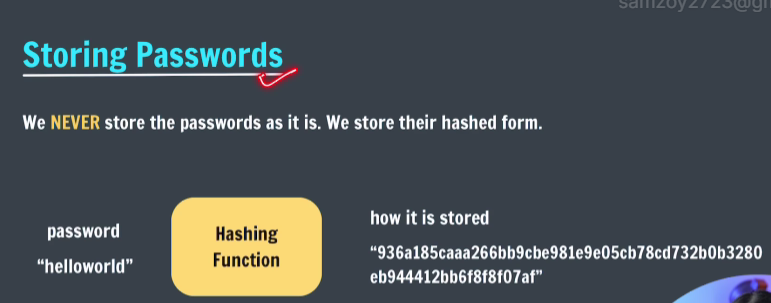 samzoy2723@gm
Storing Passwords
We NEVER store the passwords as it is. We store their hashed form.
password
"helloworld"
Hashing
Function
how it is stored
"936a185caaa266bb9cbe981e9e05cb78cd732b0b3280
eb944412bb6f8f8f07af"